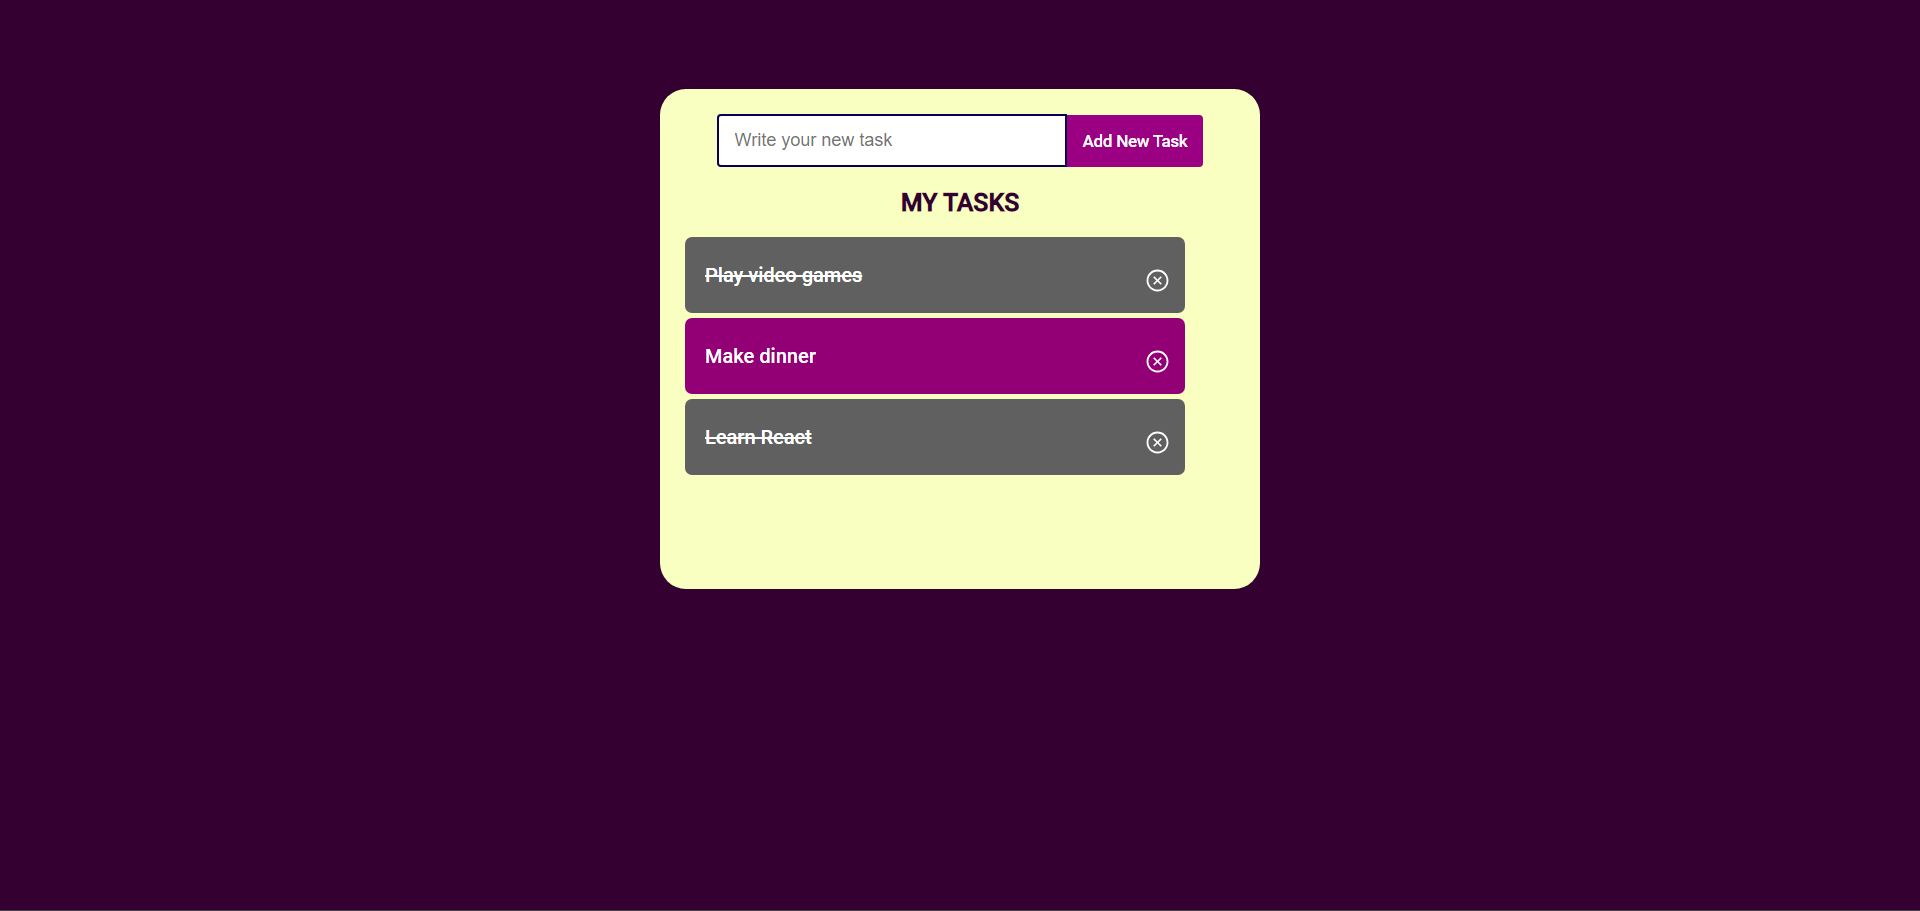 Write your new task
Add New Task
MY TASKS
Play video games
Make dinner
Learn React